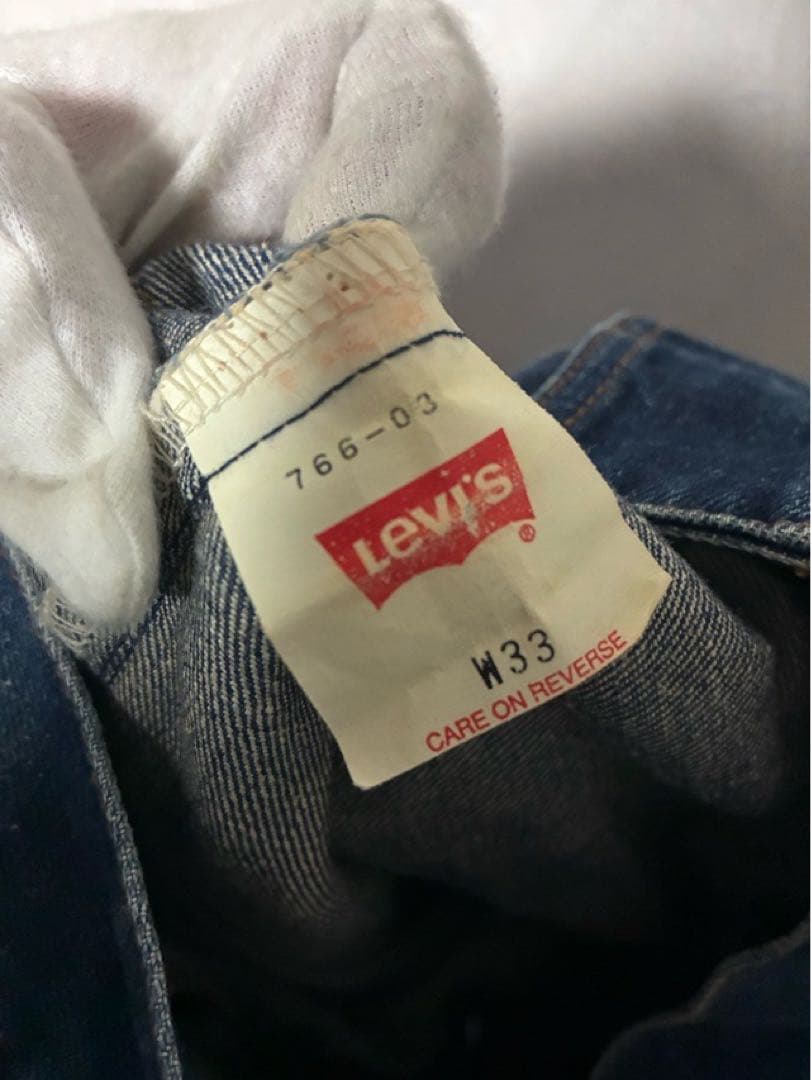 766-03
Levi's
®
W33
CARE ON REVERSE